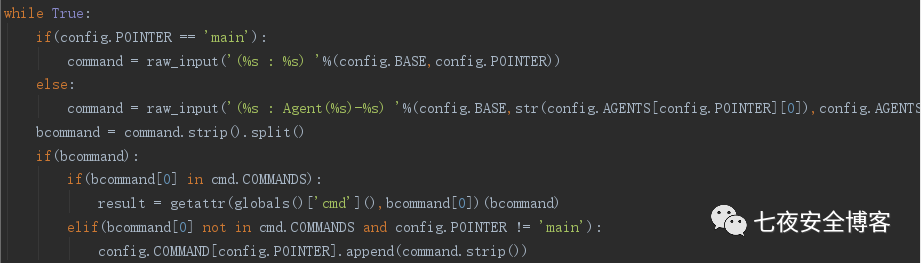 while True:
    if(config.POINTER == 'main'):
        command = raw_input('(%s : %s) '%(config.BASE,config.POINTER))
    else:
        command = raw_input('(%s : Agent(%s)-%s) '%(config.BASE,str(config.AGENTS[config.POINTER][0]),config.AGENTS
    bcommand = command.strip().split()
    if(bcommand):
        if(bcommand[0] in cmd.COMMANDS):
            result = getattr(globals()['cmd'](),bcommand[0])(bcommand)
        elif(bcommand[0] not in cmd.COMMANDS and config.POINTER != 'main'):
            config.COMMAND[config.POINTER].append(command.strip())
七夜安全博客